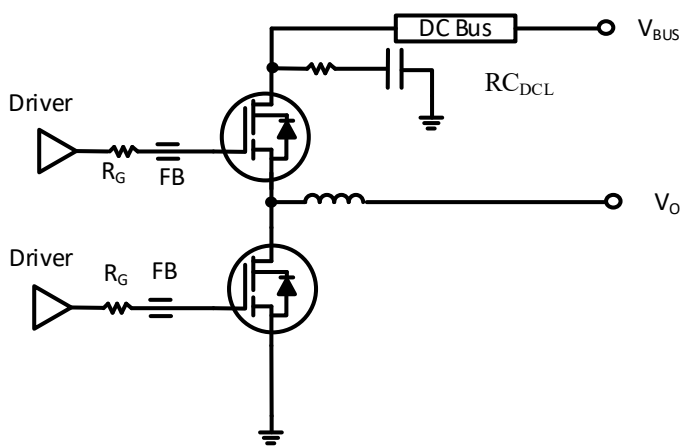 DC Bus
V_BUS
RC_DCL
Driver
R_G
FB
V_O
Driver
R_G
FB